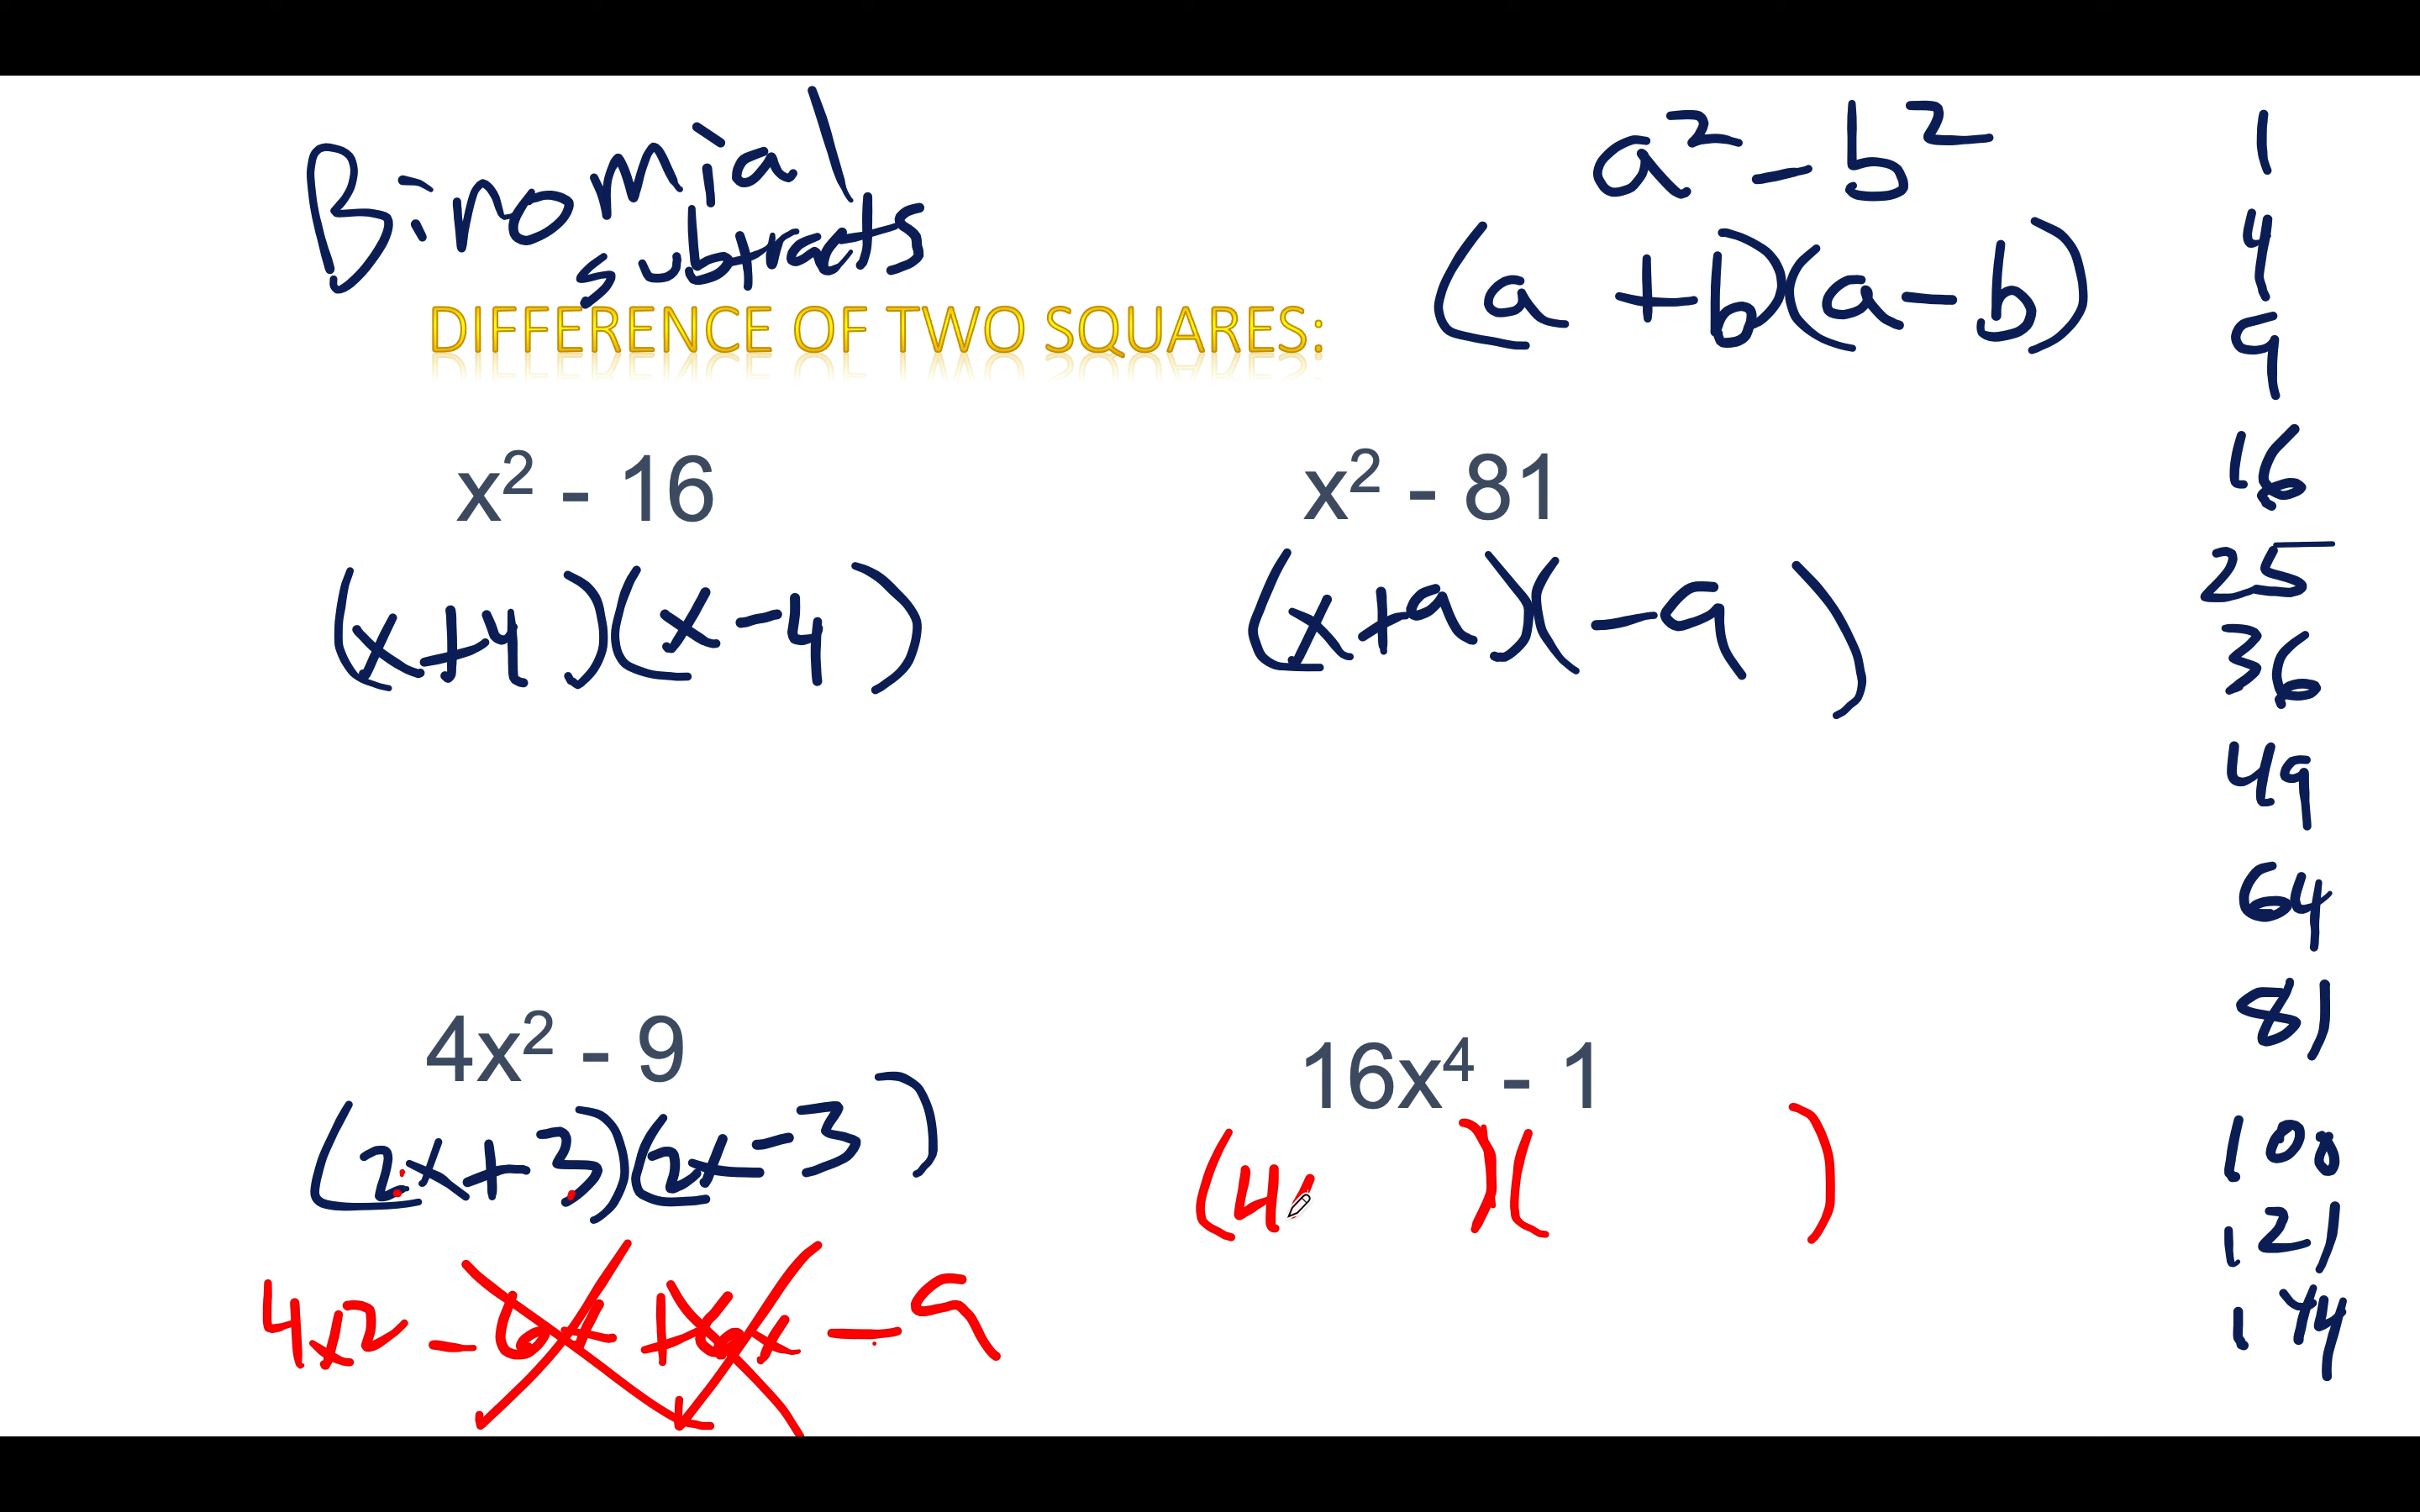 Binomial
subtracts
DIFFERENCE OF TWO SQUARES:
a² - b²
(a + b)(a - b)
x² - 16
(x+4)(x-4)
x² - 81
(x+9)(-9)
4x² - 9
(2x+3)(2x-3)
4x2 - 6x + 6x - 9
16x⁴ - 1
(4 )( )
1
4
9
16
25
36
49
64
81
100
121
144